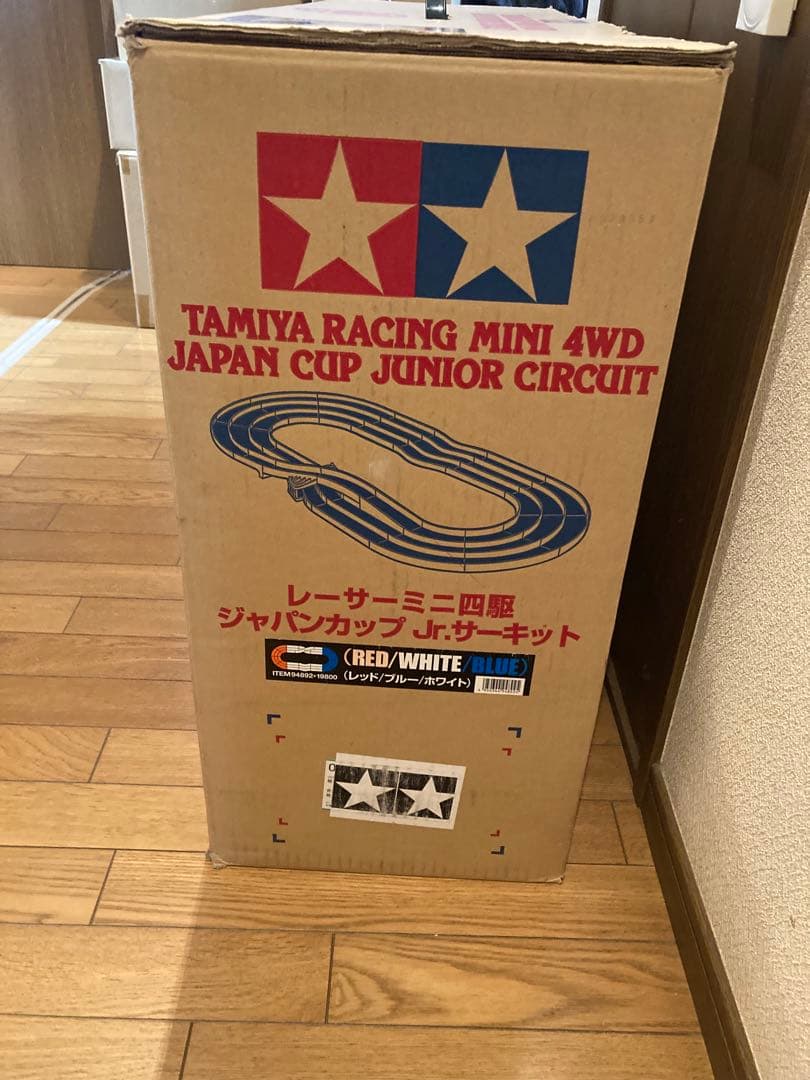 TAMIYA RACING MINI 4WD
JAPAN CUP JUNIOR CIRCUIT
レーサーミニ四駆
ジャパンカップ Jr.サーキット
(RED/WHITE/BLUE)
ITEM94892•19800
(レッド/ブルー/ホワイト)